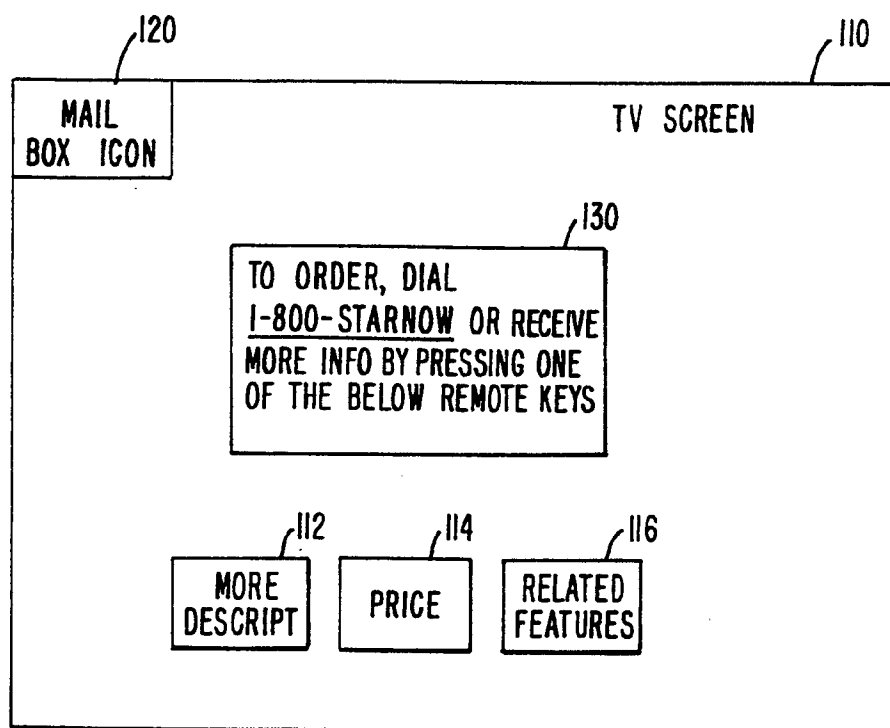 120
110
MAIL
BOX ICON
TV SCREEN
130
TO ORDER, DIAL
1-800-STARNOW OR RECEIVE
MORE INFO BY PRESSING ONE
OF THE BELOW REMOTE KEYS
112
114
116
MORE
DESCRIPT
PRICE
RELATED
FEATURES